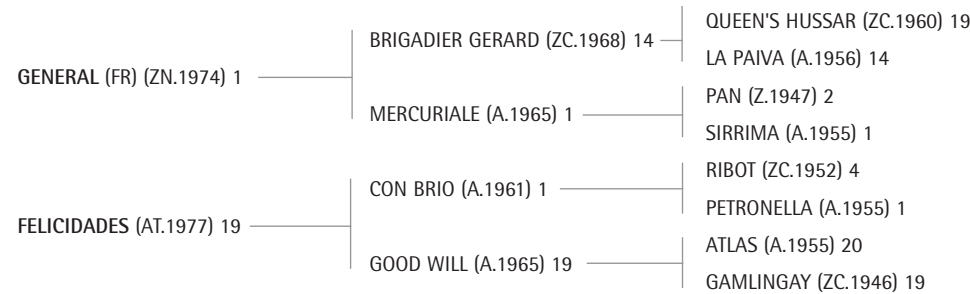 GENERAL (FR) (ZN.1974) 1
BRIGADIER GERARD (ZC.1968) 14
QUEEN'S HUSSAR (ZC.1960) 19
LA PAIVA (A.1956) 14
MERCURIALE (A.1965) 1
PAN (Z.1947) 2
SIRRIMA (A.1955) 1
FELICIDADES (AT.1977) 19
CON BRIO (A.1961) 1
RIBOT (ZC.1952) 4
PETRONELLA (A.1955) 1
GOOD WILL (A.1965) 19
ATLAS (A.1955) 20
GAMLINGAY (ZC.1946) 19